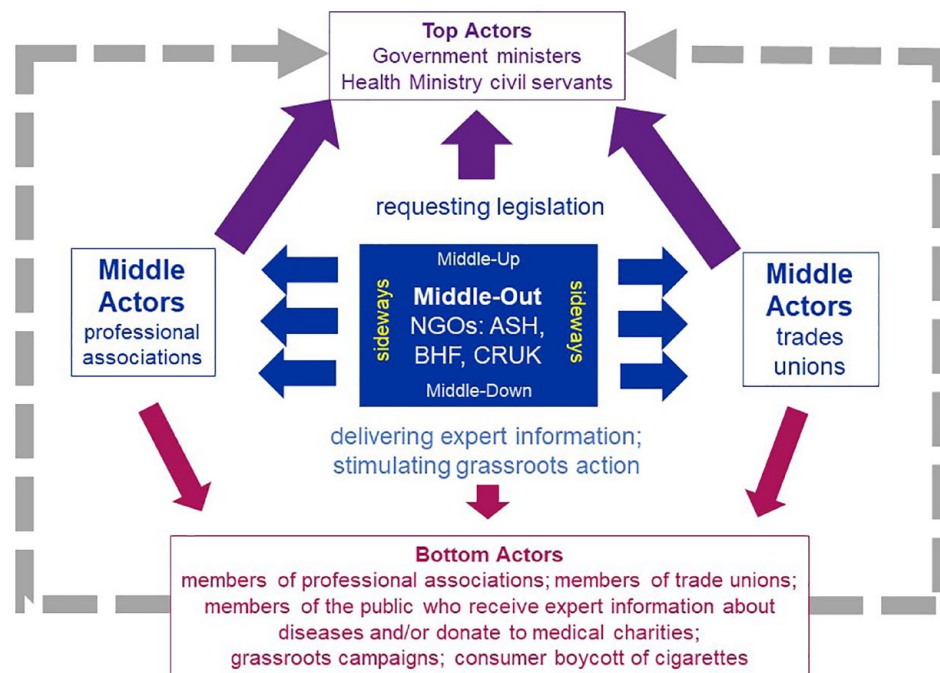 Top Actors
Government ministers
Health Ministry civil servants
requesting legislation
Middle
Actors
professional
associations
sideways
Middle-Up
Middle-Out
NGOs: ASH,
BHF, CRUK
Middle-Down
sideways
Middle
Actors
trades
unions
delivering expert information;
stimulating grassroots action
Bottom Actors
members of professional associations; members of trade unions;
members of the public who receive expert information about
diseases and/or donate to medical charities;
grassroots campaigns; consumer boycott of cigarettes